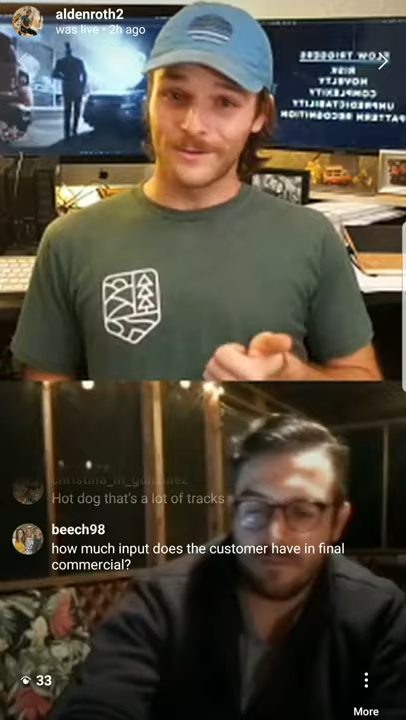 aldenroth2
was live • 2h ago
FLOW TRIGGERS
RISK
NOVELTY
COMPLEXITY
UNPREDICTABILITY
PATTERN RECOGNITION
christina_m_gonzalez
Hot dog that's a lot of tracks
beech98
how much input does the customer have in final
commercial?
33
More